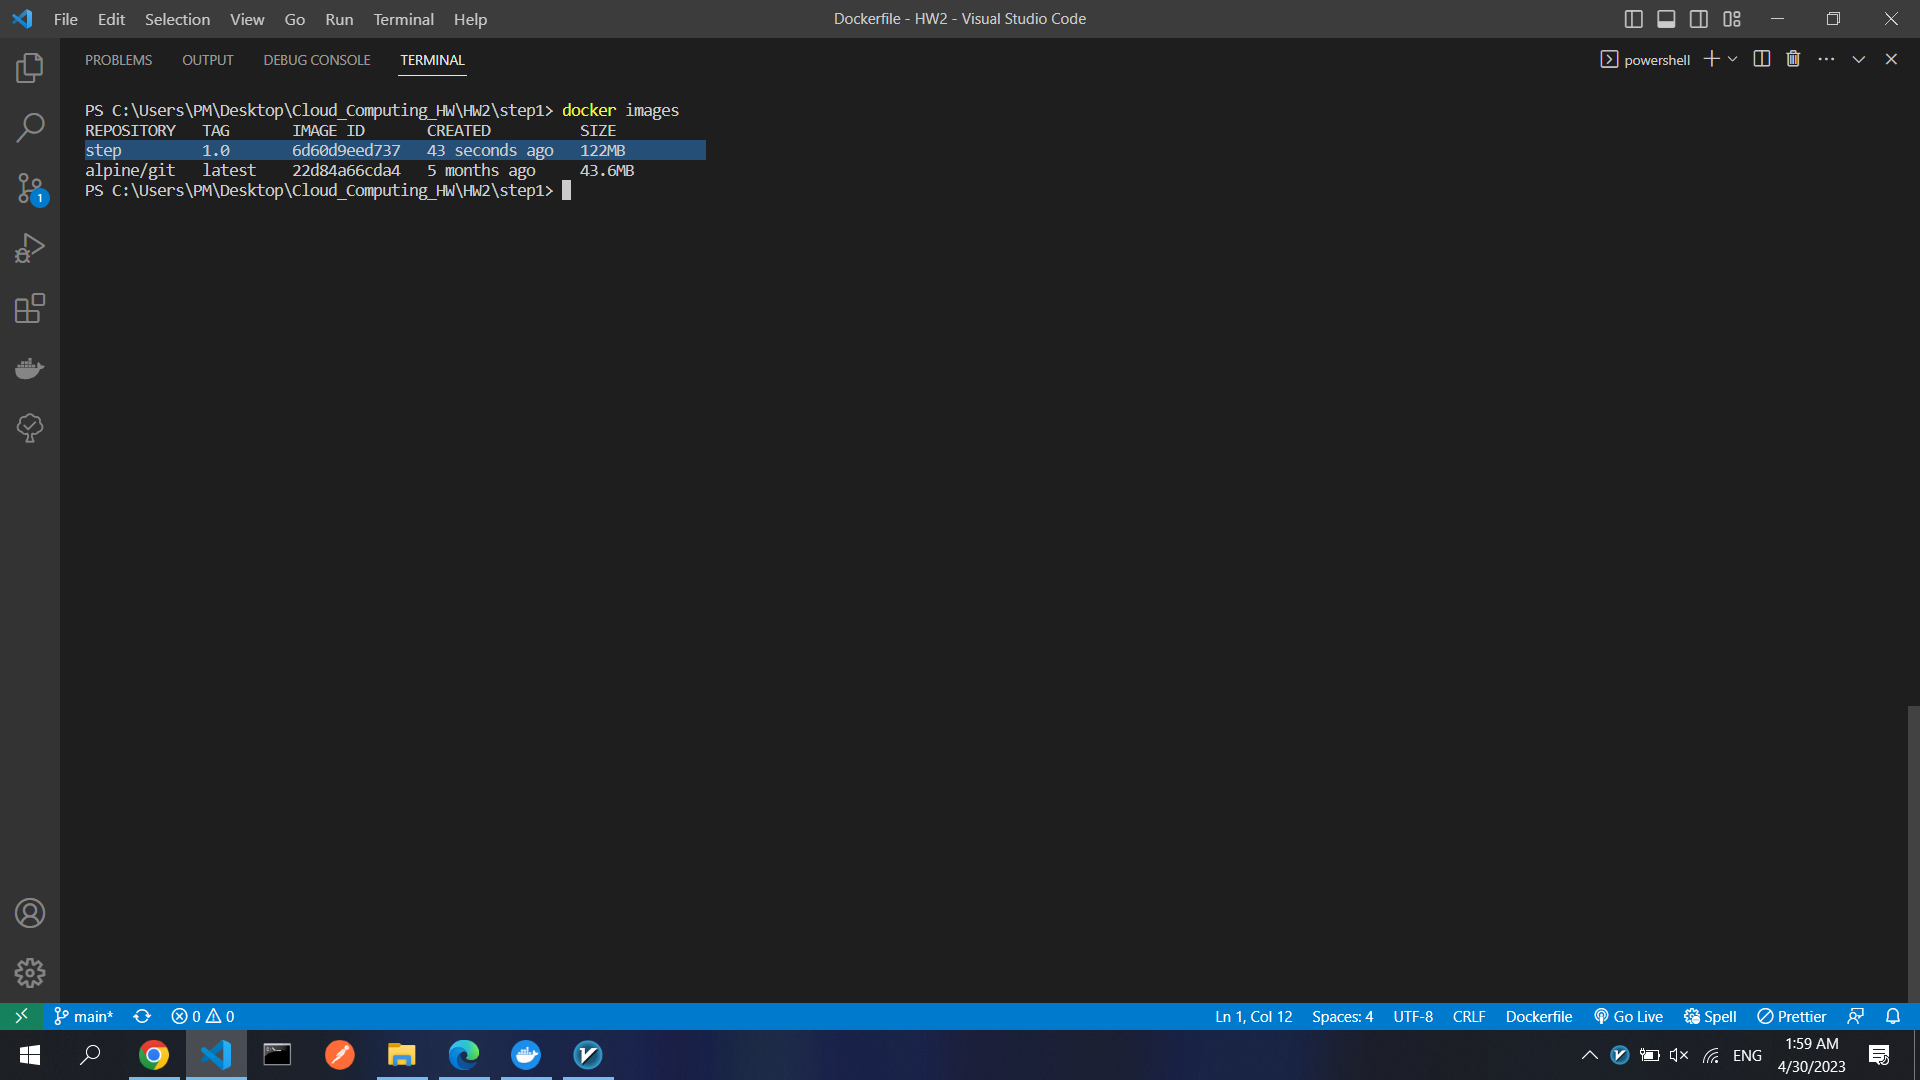 File Edit Selection View Go Run Terminal Help
Dockerfile - HW2 - Visual Studio Code
PROBLEMS OUTPUT DEBUG CONSOLE TERMINAL
powershell
PS C:\Users\PM\Desktop\Cloud_Computing_HW\HW2\step1> docker images
REPOSITORY TAG IMAGE ID CREATED SIZE
step 1.0 6d60d9eed737 43 seconds ago 122MB
alpine/git latest 22d84a66cda4 5 months ago 43.6MB
PS C:\Users\PM\Desktop\Cloud_Computing_HW\HW2\step1>
1
main* 0 0 Ln 1, Col 12 Spaces: 4 UTF-8 CRLF Dockerfile Go Live Spell Prettier
ENG
1:59 AM
4/30/2023